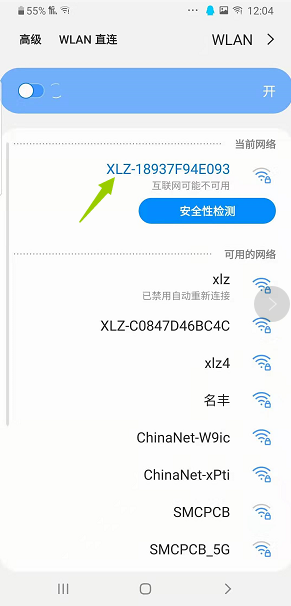 55% 12:04
高级 WLAN 直连 WLAN
开
当前网络
XLZ-18937F94E093
互联网可能不可用
安全性检测
可用的网络
xlz
已禁用自动重新连接
XLZ-C0847D46BC4C
xlz4
名丰
ChinaNet-W9ic
ChinaNet-xPti
SMCPCB
SMCPCB_5G